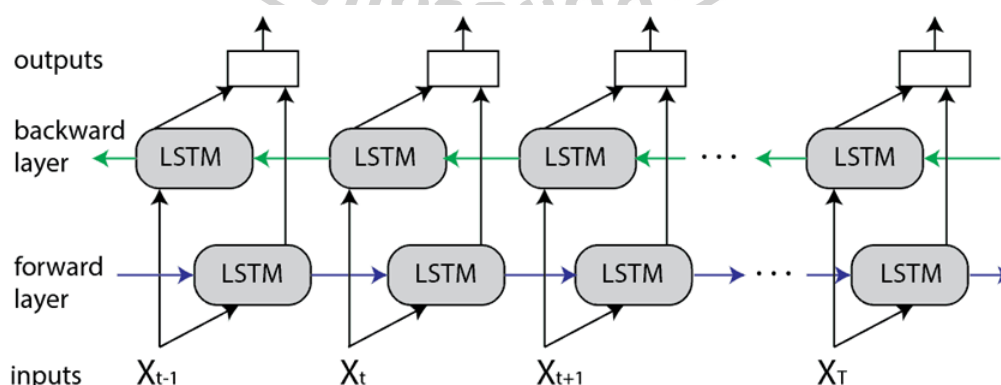 outputs
backward
layer
LSTM LSTM LSTM ... LSTM
forward
layer
LSTM LSTM LSTM ... LSTM
inputs Xt-1 Xt Xt+1 XT